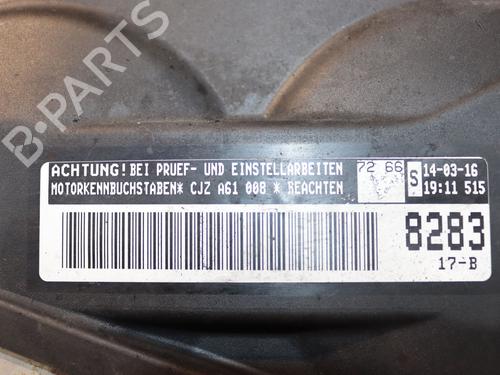 B-PARTS
ACHTUNG! BEI PRUEF- UND EINSTELLARBEITEN
MOTORKENNBUCHSTABEN* CJZ A61 008 * BEACHTEN
72 66
S
14-03-16
19:11 515
8283
17-B